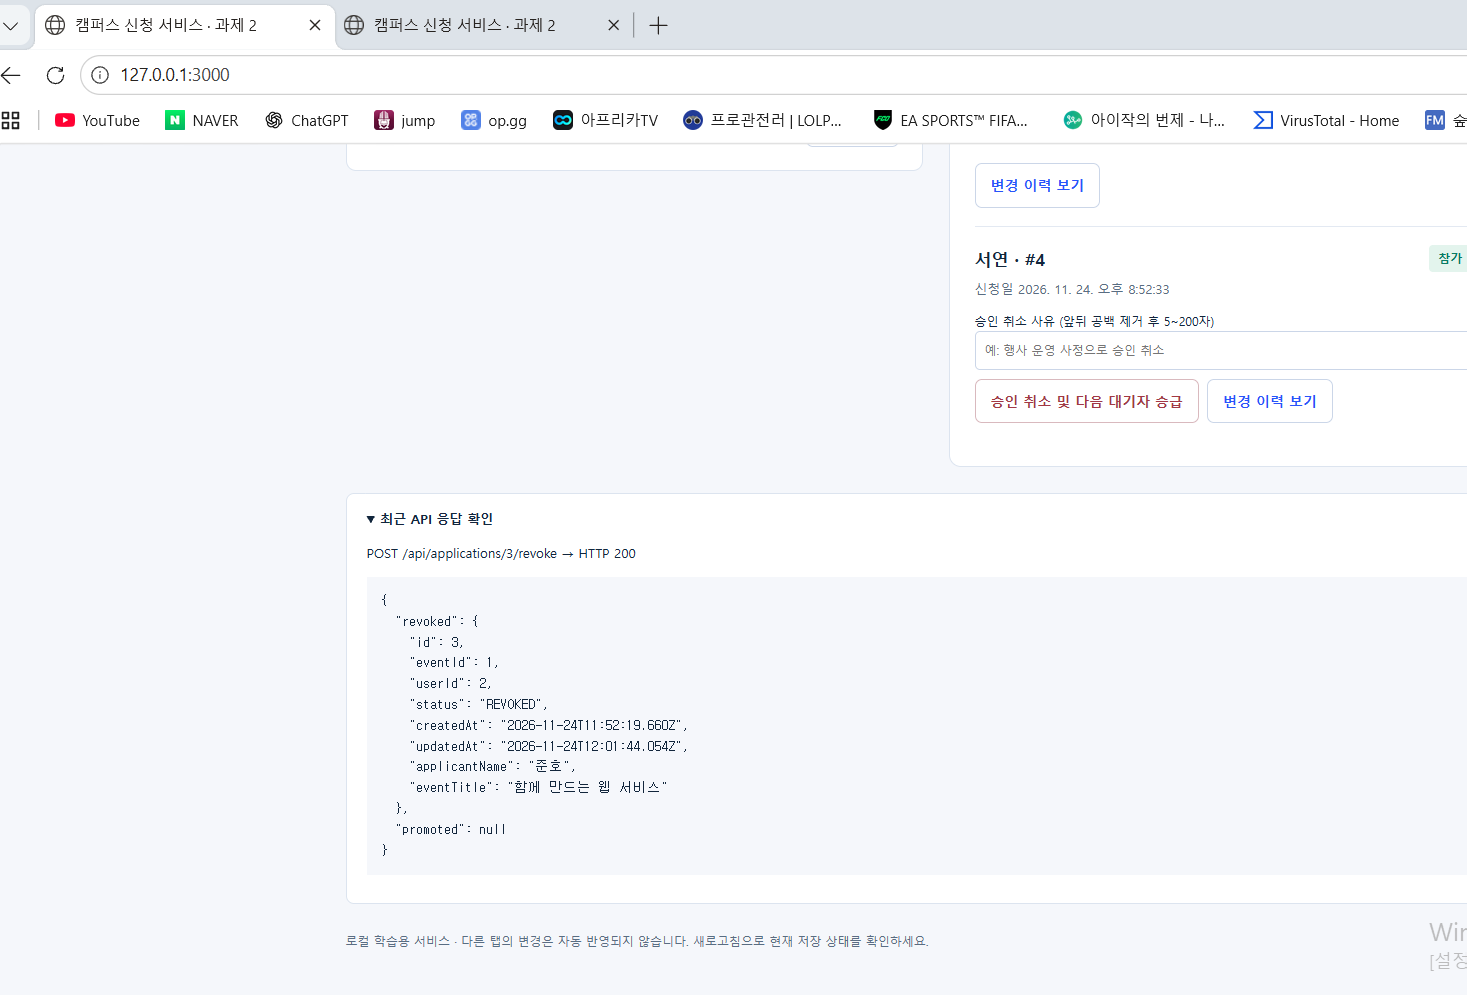 캠퍼스 신청 서비스 · 과제 2
캠퍼스 신청 서비스 · 과제 2
127.0.0.1:3000
YouTube
NAVER
ChatGPT
jump
op.gg
아프리카TV
프로관전러 | LOLP...
EA SPORTS™ FIFA...
아이작의 번제 - 나...
VirusTotal - Home
FM 숲
변경 이력 보기
서연 · #4
참가
신청일 2026. 11. 24. 오후 8:52:33
승인 취소 사유 (앞뒤 공백 제거 후 5~200자)
예: 행사 운영 사정으로 승인 취소
승인 취소 및 다음 대기자 승급
변경 이력 보기
▼ 최근 API 응답 확인
POST /api/applications/3/revoke → HTTP 200
{
"revoked": {
"id": 3,
"eventId": 1,
"userId": 2,
"status": "REVOKED",
"createdAt": "2026-11-24T11:52:19.660Z",
"updatedAt": "2026-11-24T12:01:44.054Z",
"applicantName": "준호",
"eventTitle": "함께 만드는 웹 서비스"
},
"promoted": null
}
로컬 학습용 서비스 · 다른 탭의 변경은 자동 반영되지 않습니다. 새로고침으로 현재 저장 상태를 확인하세요.
Win
[설정